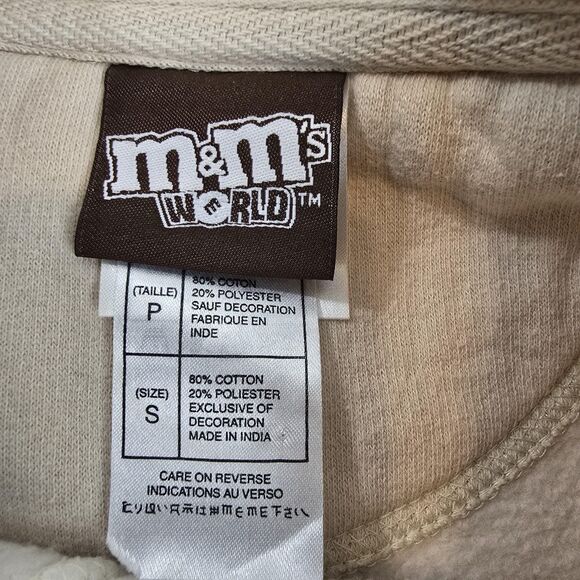 m&m's
WORLD™
(TAILLE)
P
80% COTON
20% POLYESTER
SAUF DECORATION
FABRIQUE EN
INDE
(SIZE)
S
80% COTTON
20% POLIESTER
EXCLUSIVE OF
DECORATION
MADE IN INDIA
CARE ON REVERSE
INDICATIONS AU VERSO